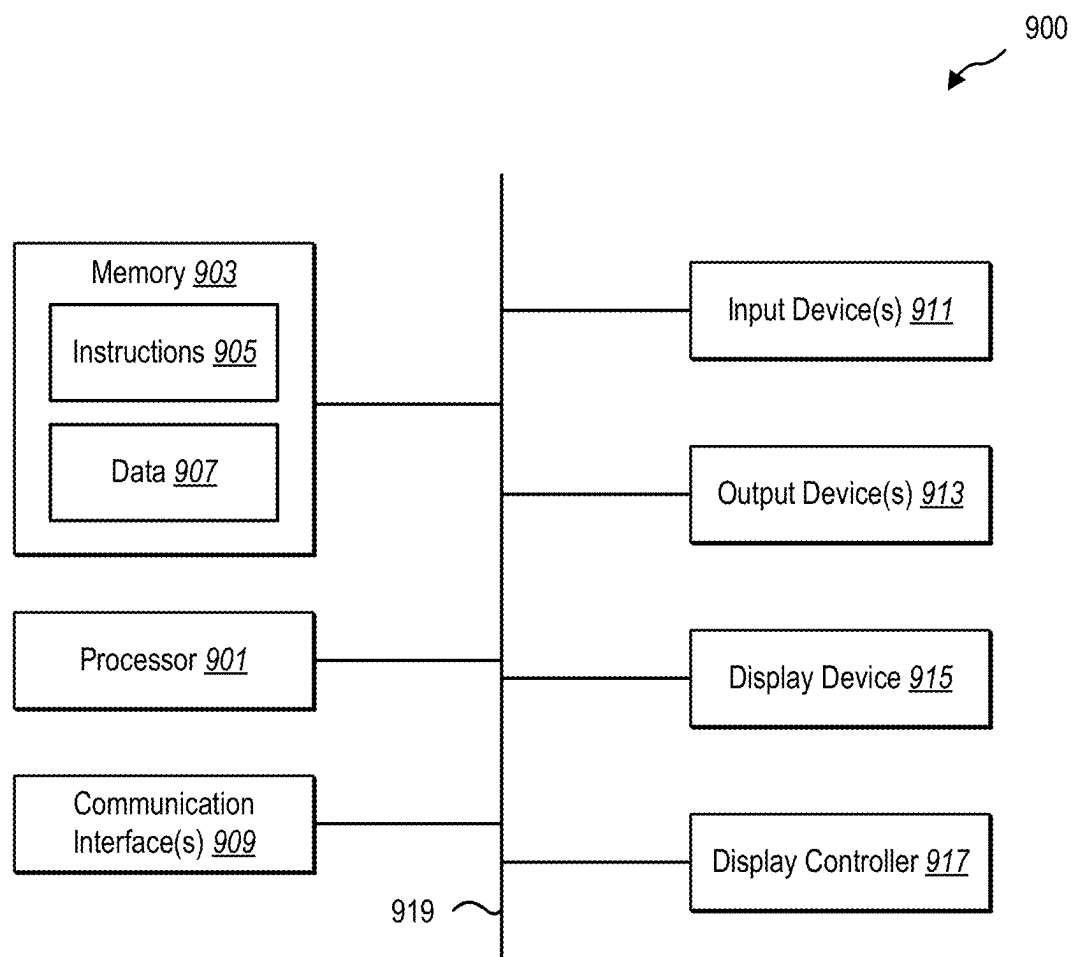 900
Memory 903
Instructions 905
Data 907
Processor 901
Communication
Interface(s) 909
Input Device(s) 911
Output Device(s) 913
Display Device 915
Display Controller 917
919